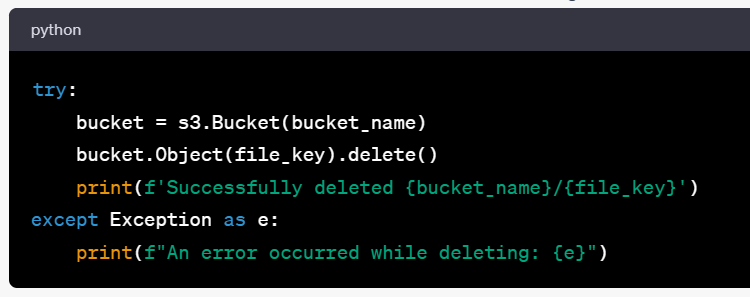 python
try:
    bucket = s3.Bucket(bucket_name)
    bucket.Object(file_key).delete()
    print(f'Successfully deleted {bucket_name}/{file_key}')
except Exception as e:
    print(f"An error occurred while deleting: {e}")